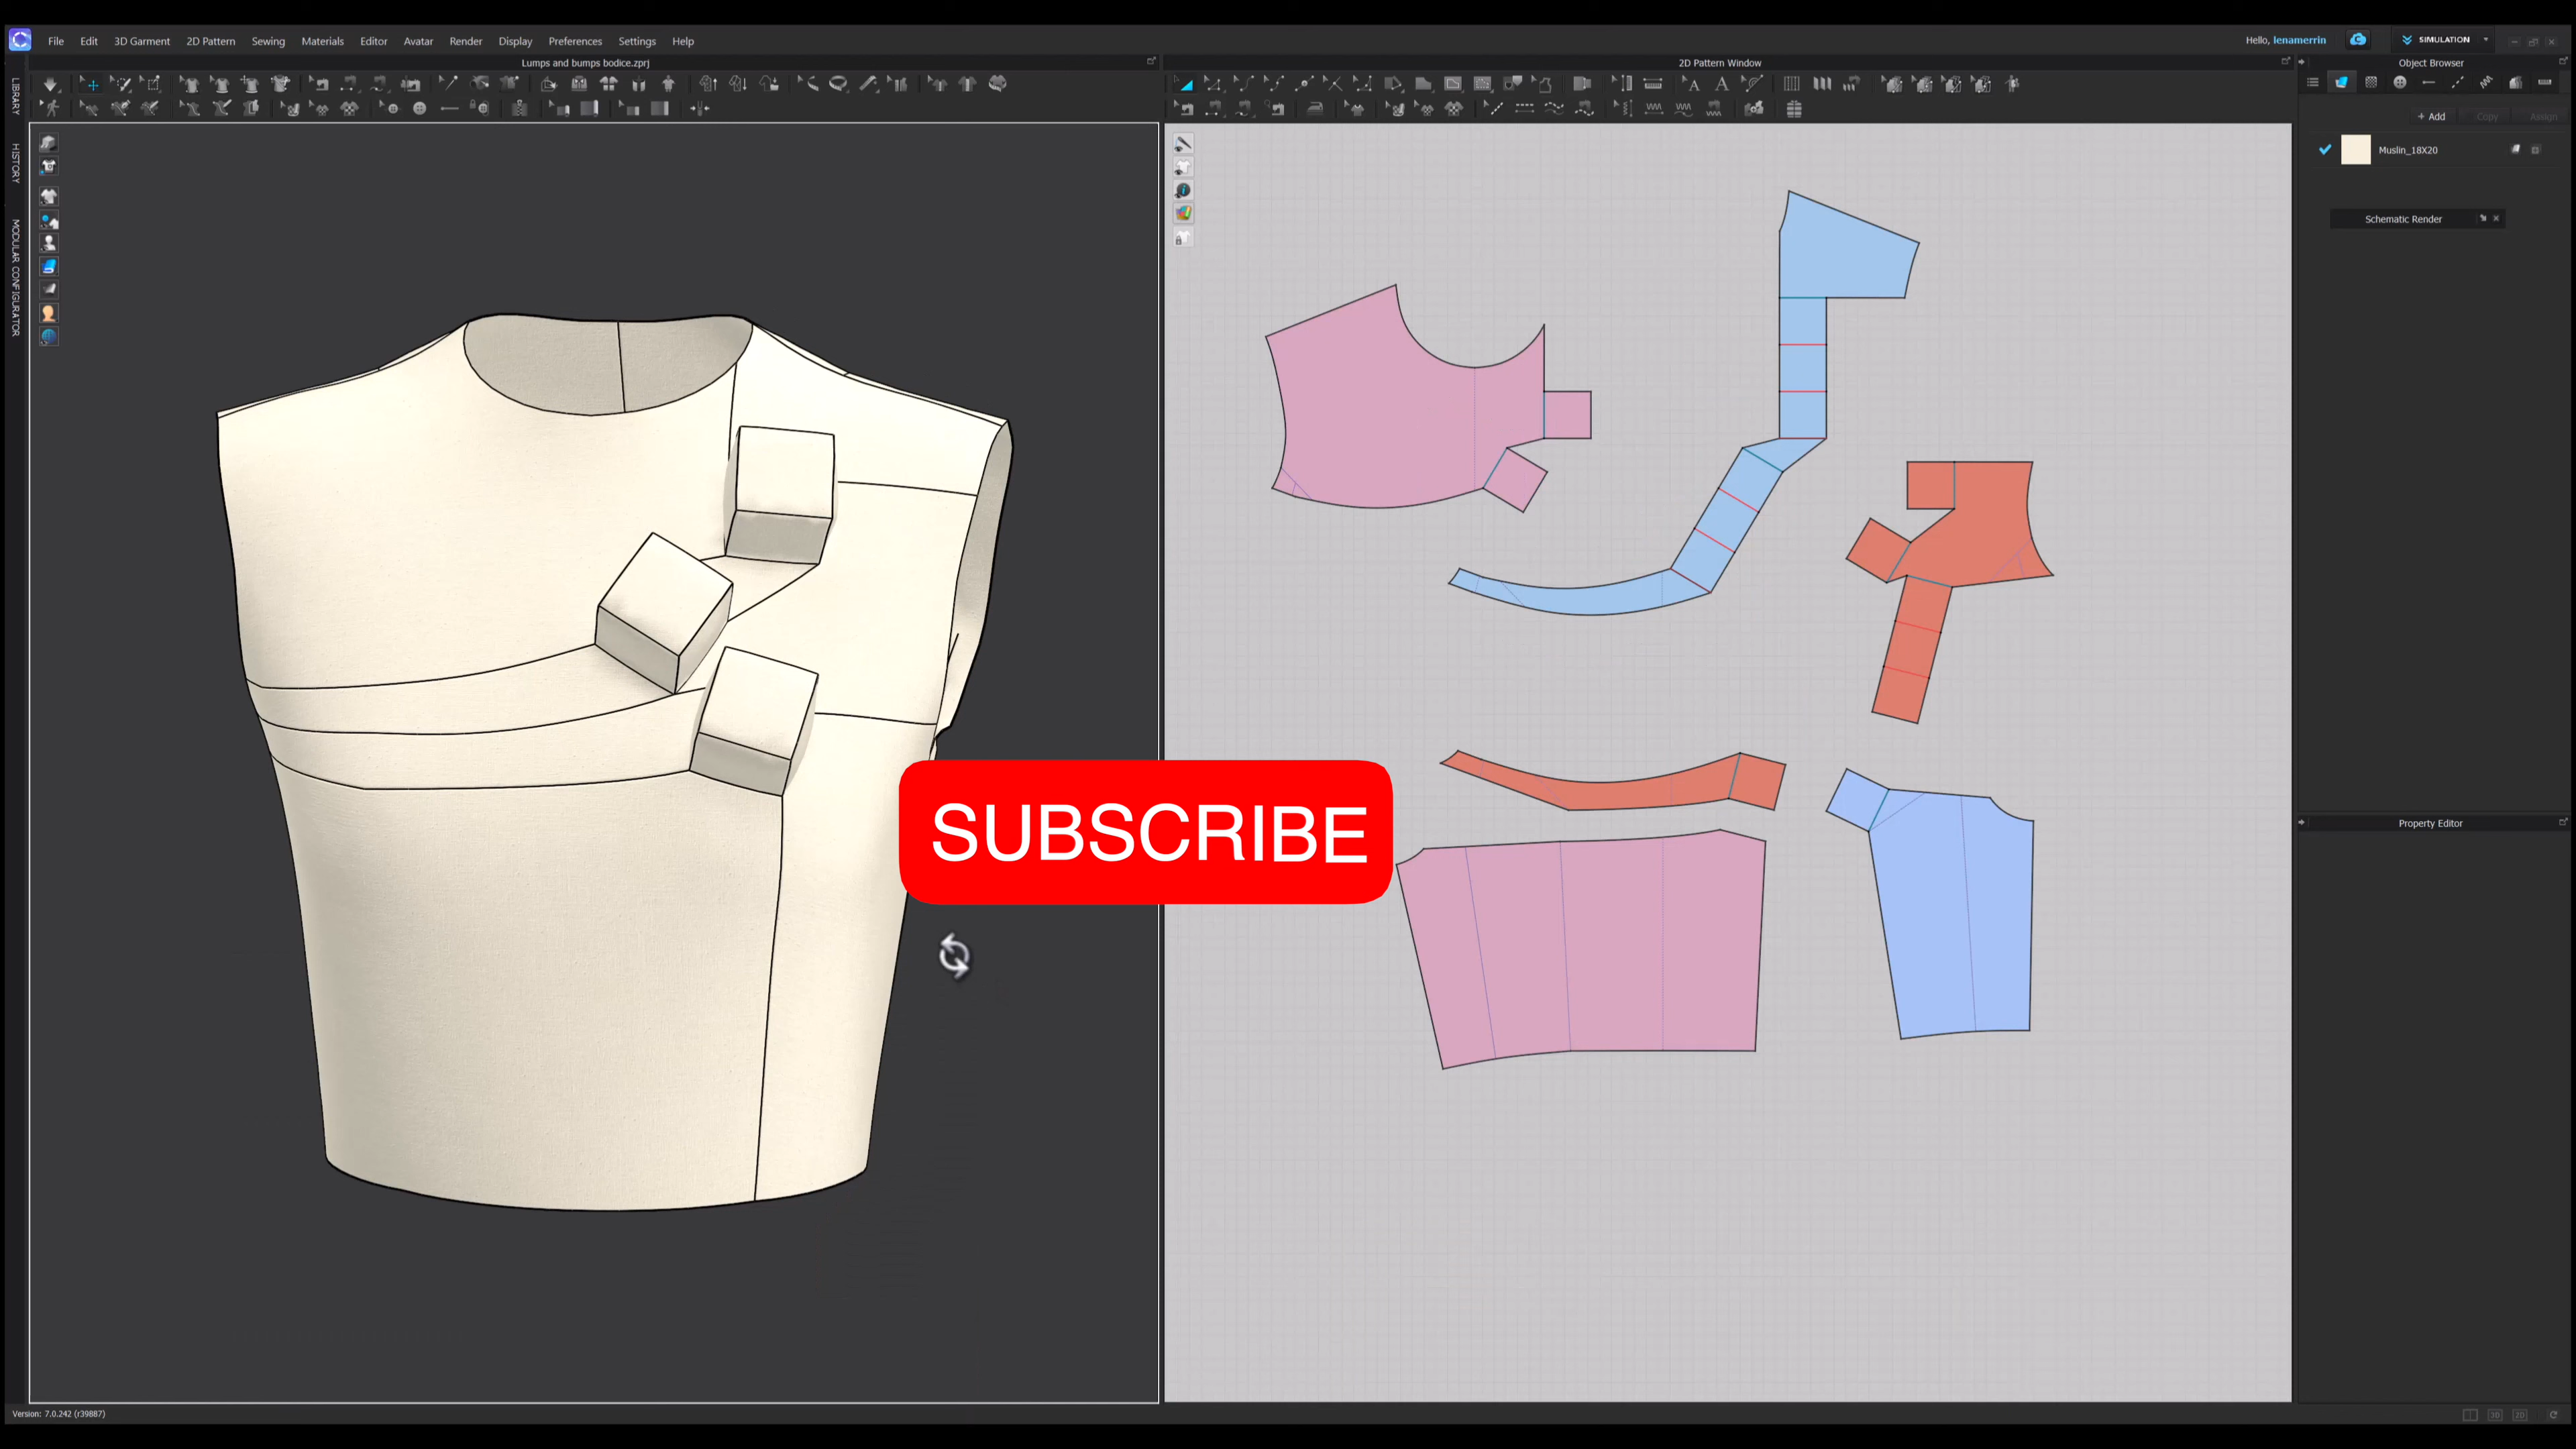 File Edit 3D Garment 2D Pattern Sewing Materials Editor Avatar Render Display Preferences Settings Help
Hello, lenamerrin
SIMULATION
Lumps and bumps bodice.zprj
2D Pattern Window
Object Browser
LIBRARY
HISTORY
MODULAR CONFIGURATOR
+ Add Copy Assign
Muslin_18X20
Schematic Render
SUBSCRIBE
Property Editor
Version: 7.0.242 (r39887)
3D
2D